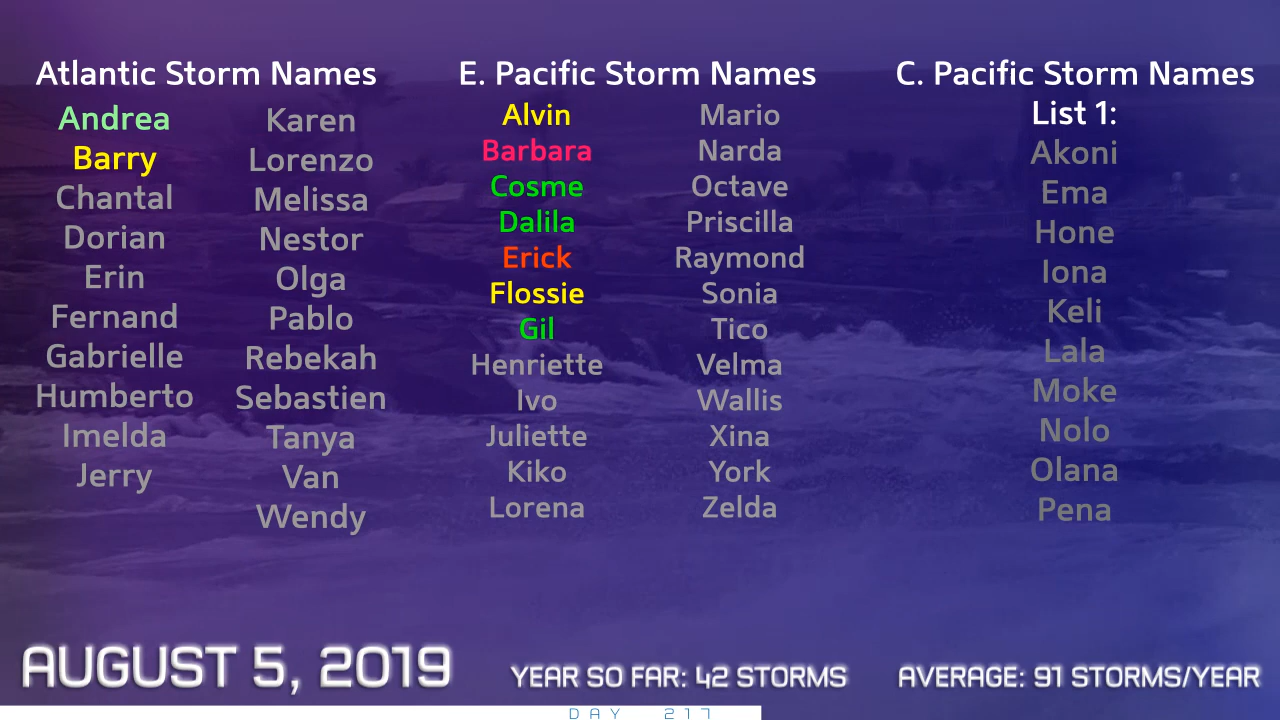 Atlantic Storm Names
Andrea
Barry
Chantal
Dorian
Erin
Fernand
Gabrielle
Humberto
Imelda
Jerry
Karen
Lorenzo
Melissa
Nestor
Olga
Pablo
Rebekah
Sebastien
Tanya
Van
Wendy
E. Pacific Storm Names
Alvin
Barbara
Cosme
Dalila
Erick
Flossie
Gil
Henriette
Ivo
Juliette
Kiko
Lorena
Mario
Narda
Octave
Priscilla
Raymond
Sonia
Tico
Velma
Wallis
Xina
York
Zelda
C. Pacific Storm Names
List 1:
Akoni
Ema
Hone
Iona
Keli
Lala
Moke
Nolo
Olana
Pena
AUGUST 5, 2019
YEAR SO FAR: 42 STORMS
AVERAGE: 91 STORMS/YEAR
DAY 217